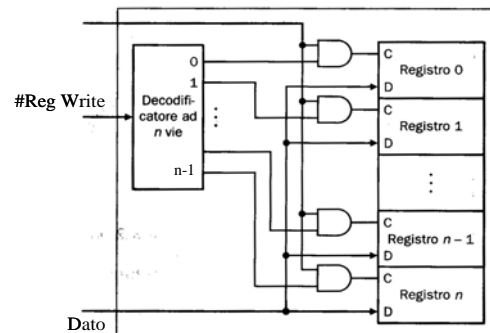 0
1
#Reg Write
Decodifi-
catore ad
n vie
⋮
n-1
Dato
C
Registro 0
D
C
Registro 1
D
⋮
C
Registro n – 1
D
C
Registro n
D